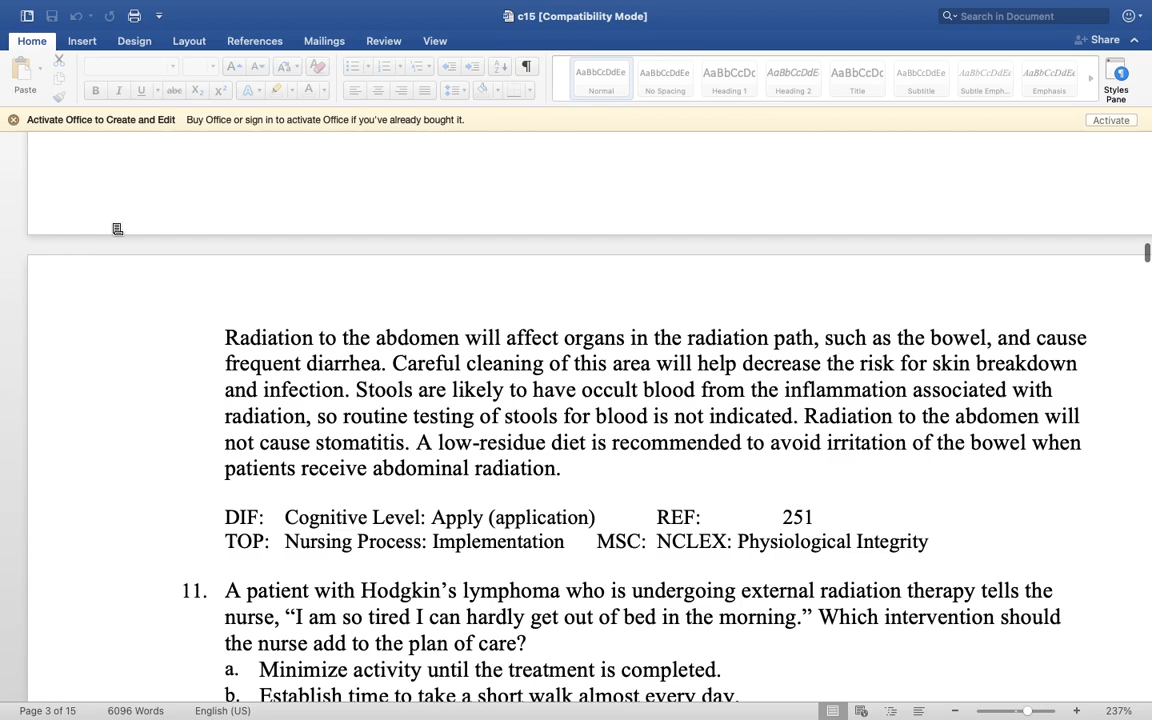 c15 [Compatibility Mode]
Search in Document
Home Insert Design Layout References Mailings Review View
Share
Paste
AaBbCcDdEe AaBbCcDdEe AaBbCcDc AaBbCcDdE AaBbCcDc AaBbCcDdEe AaBbCcDdEe AaBbCcDdEe
Normal No Spacing Heading 1 Heading 2 Title Subtitle Subtle Emph... Emphasis
Styles
Pane
Activate Office to Create and Edit Buy Office or sign in to activate Office if you've already bought it.
Activate
Radiation to the abdomen will affect organs in the radiation path, such as the bowel, and cause
frequent diarrhea. Careful cleaning of this area will help decrease the risk for skin breakdown
and infection. Stools are likely to have occult blood from the inflammation associated with
radiation, so routine testing of stools for blood is not indicated. Radiation to the abdomen will
not cause stomatitis. A low-residue diet is recommended to avoid irritation of the bowel when
patients receive abdominal radiation.
DIF: Cognitive Level: Apply (application) REF: 251
TOP: Nursing Process: Implementation MSC: NCLEX: Physiological Integrity
11. A patient with Hodgkin’s lymphoma who is undergoing external radiation therapy tells the
nurse, “I am so tired I can hardly get out of bed in the morning.” Which intervention should
the nurse add to the plan of care?
a. Minimize activity until the treatment is completed.
b. Establish time to take a short walk almost every day.
Page 3 of 15 6096 Words English (US) 237%